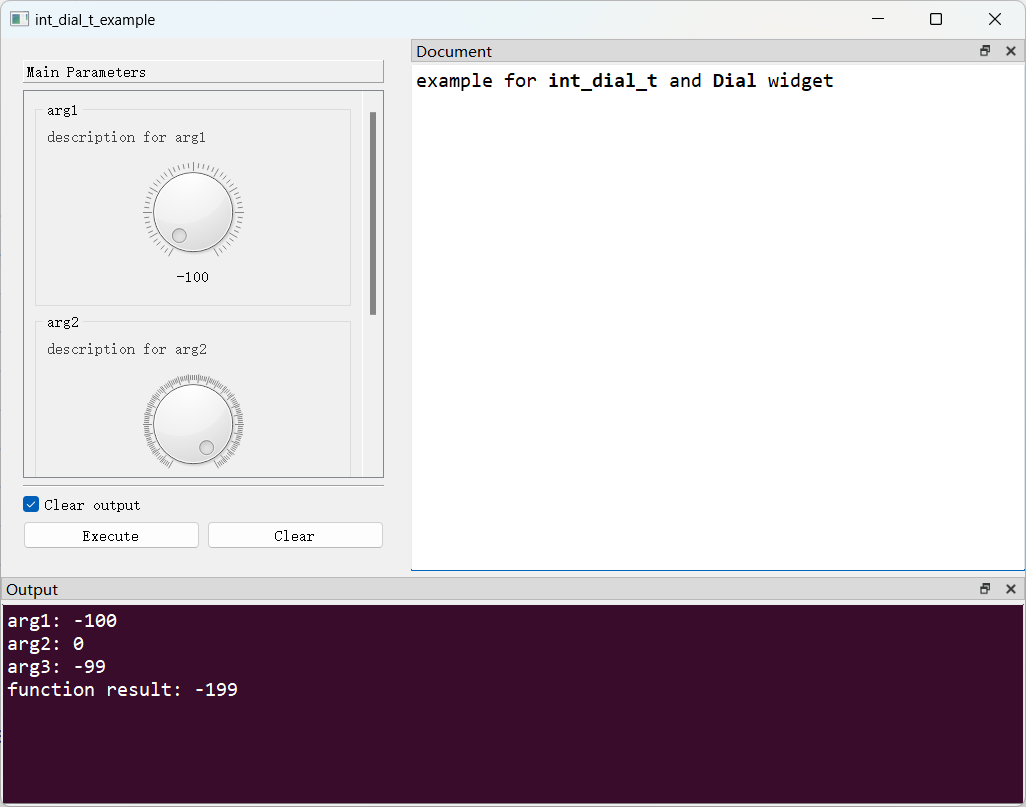 int_dial_t_example
Main Parameters
arg1
description for arg1
-100
arg2
description for arg2
Clear output
Execute
Clear
Document
example for int_dial_t and Dial widget
Output
arg1: -100
arg2: 0
arg3: -99
function result: -199